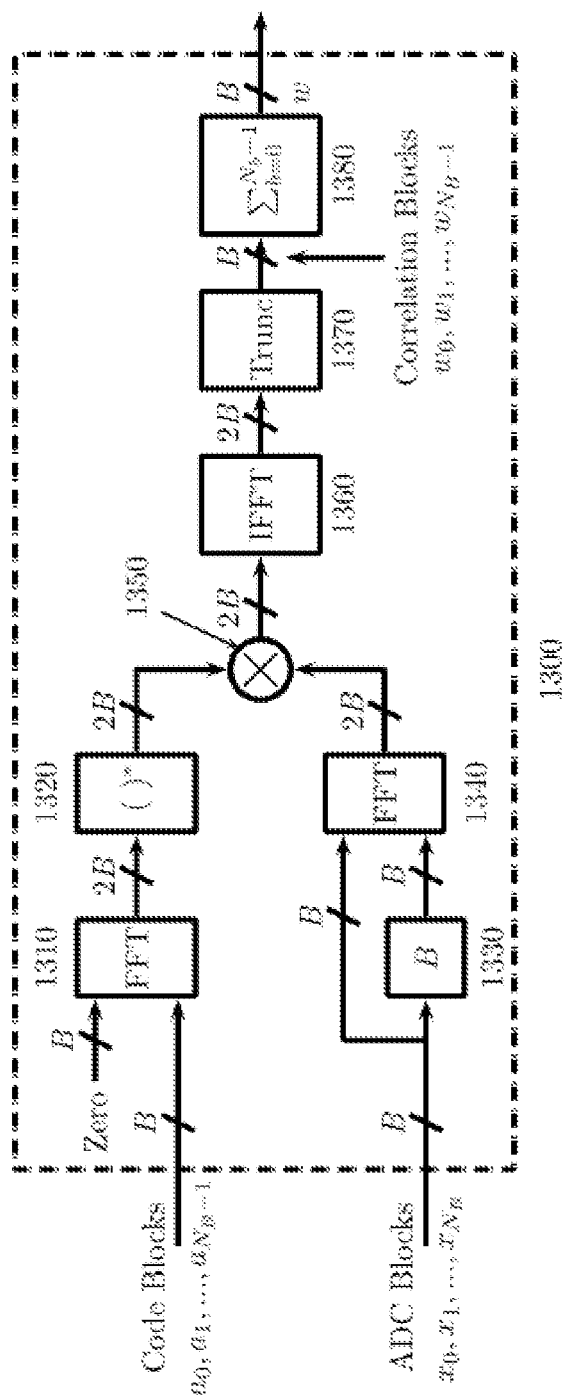 Code Blocks
a_0, a_1, ..., a_{N_B-1}
Zero
B
B
FFT
1310
2B
( )*
1320
2B
1350
ADC Blocks
x_0, x_1, ..., x_{N_B}
B
B
1330
B
B
FFT
1340
2B
2B
IFFT
1360
2B
Trunc
1370
B
Correlation Blocks
w_0, w_1, ..., w_{N_B-1}
1380
B
w
1300